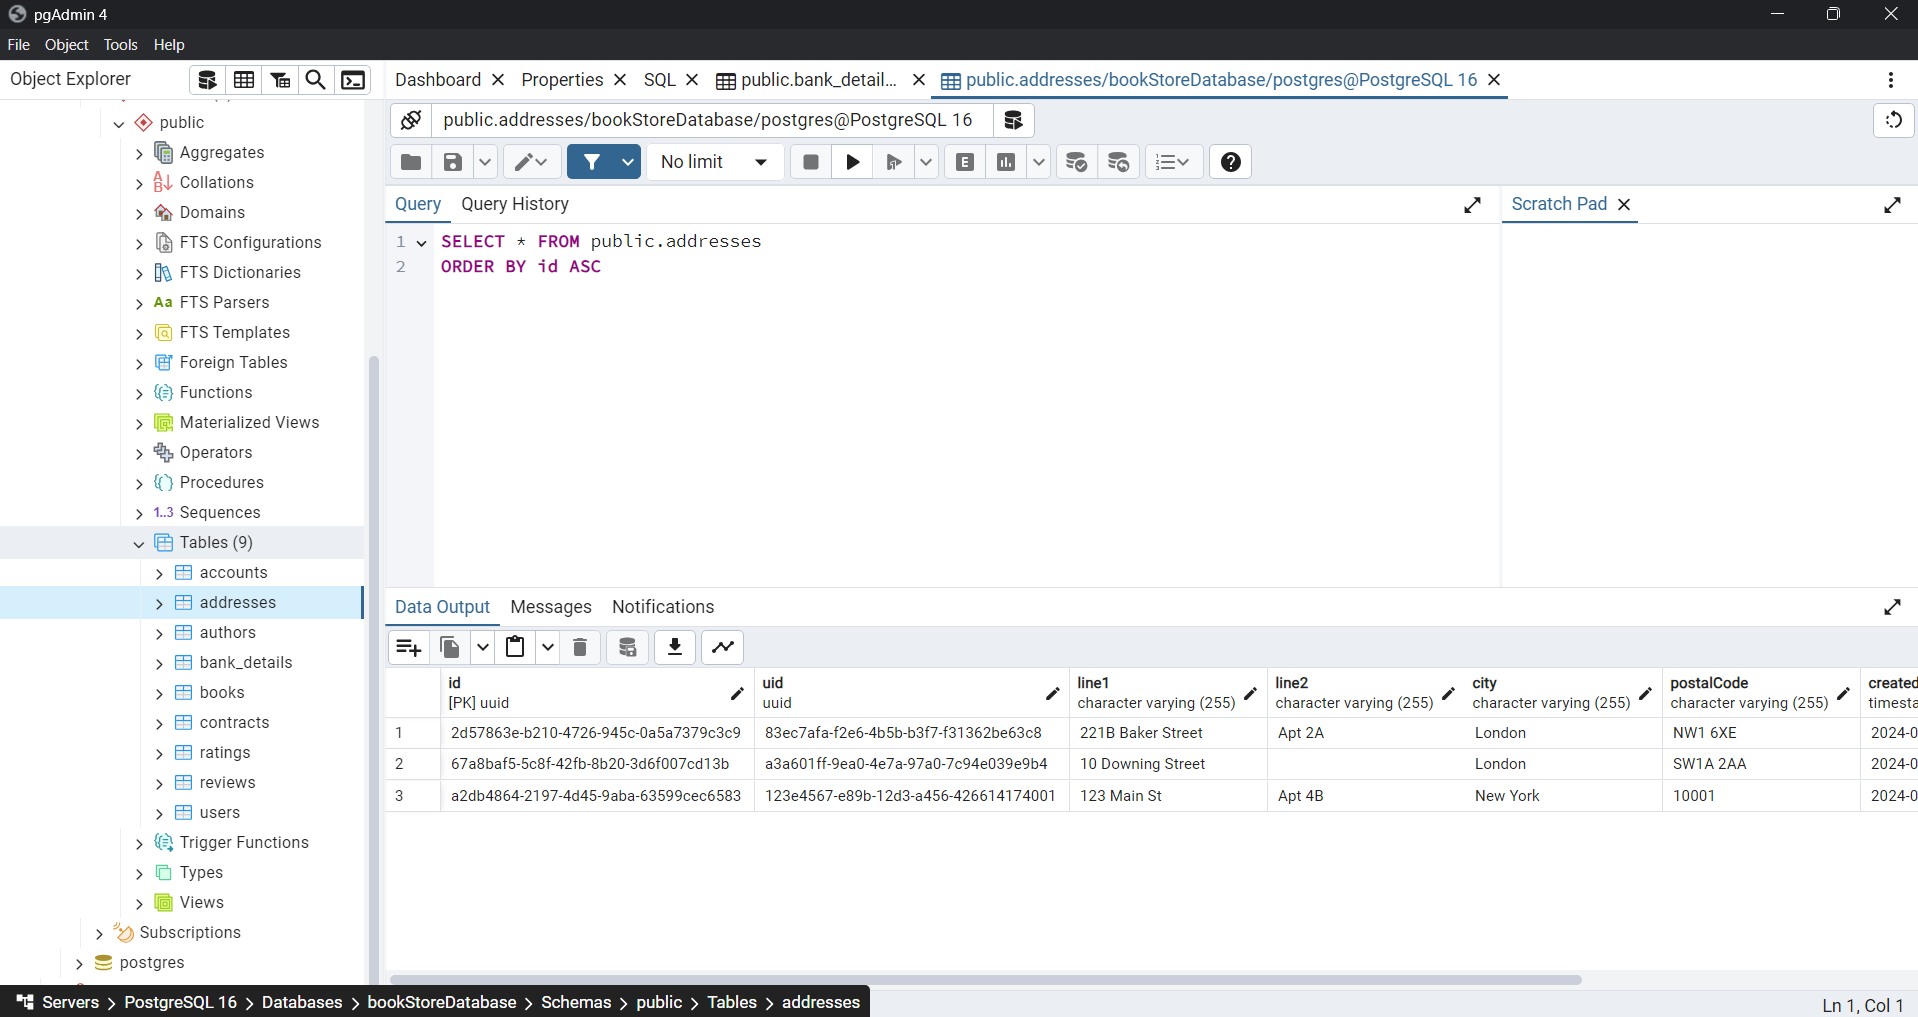 pgAdmin 4
File Object Tools Help
Object Explorer
Dashboard Properties SQL public.bank_detail... public.addresses/bookStoreDatabase/postgres@PostgreSQL 16
public.addresses/bookStoreDatabase/postgres@PostgreSQL 16
No limit
E
Query Query History
Scratch Pad
1 SELECT * FROM public.addresses
2 ORDER BY id ASC
public
Aggregates
Collations
Domains
FTS Configurations
FTS Dictionaries
Aa FTS Parsers
FTS Templates
Foreign Tables
Functions
Materialized Views
Operators
Procedures
1..3 Sequences
Tables (9)
accounts
addresses
authors
bank_details
books
contracts
ratings
reviews
users
Trigger Functions
Types
Views
Subscriptions
postgres
Data Output Messages Notifications
id uid line1 line2 city postalCode created
[PK] uuid uuid character varying (255) character varying (255) character varying (255) character varying (255) timesta
1 2d57863e-b210-4726-945c-0a5a7379c3c9 83ec7afa-f2e6-4b5b-b3f7-f31362be63c8 221B Baker Street Apt 2A London NW1 6XE 2024-0
2 67a8baf5-5c8f-42fb-8b20-3d6f007cd13b a3a601ff-9ea0-4e7a-97a0-7c94e039e9b4 10 Downing Street London SW1A 2AA 2024-0
3 a2db4864-2197-4d45-9aba-63599cec6583 123e4567-e89b-12d3-a456-426614174001 123 Main St Apt 4B New York 10001 2024-0
Servers > PostgreSQL 16 > Databases > bookStoreDatabase > Schemas > public > Tables > addresses
Ln 1, Col 1